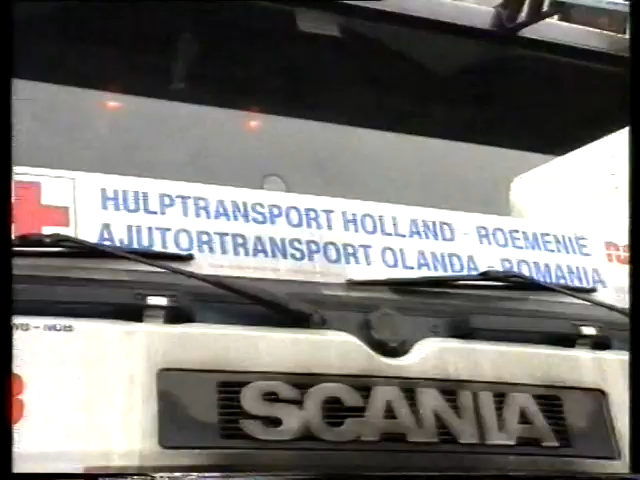 HULPTRANSPORT HOLLAND - ROEMENIË
AJUTORTRANSPORT OLANDA - ROMANIA
SCANIA